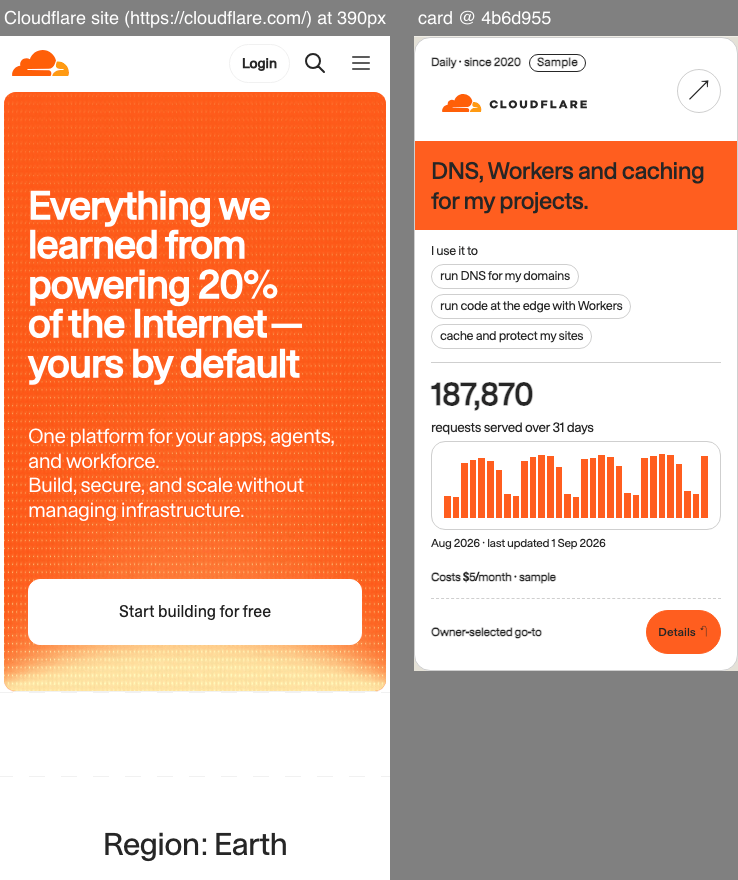 Cloudflare site (https://cloudflare.com/) at 390px
Login
Everything we
learned from
powering 20%
of the Internet—
yours by default
One platform for your apps, agents,
and workforce.
Build, secure, and scale without
managing infrastructure.
Start building for free
Region: Earth
card @ 4b6d955
Daily · since 2020 Sample
CLOUDFLARE
DNS, Workers and caching
for my projects.
I use it to
run DNS for my domains
run code at the edge with Workers
cache and protect my sites
187,870
requests served over 31 days
Aug 2026 · last updated 1 Sep 2026
Costs $5/month · sample
Owner-selected go-to
Details